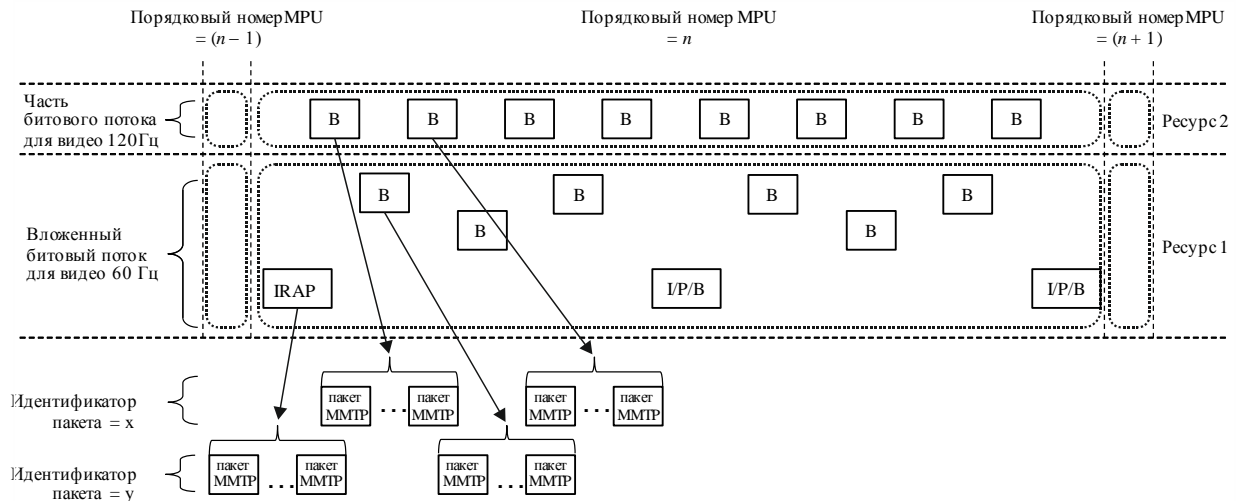 Порядковый номер MPU
= (n – 1)
Порядковый номер MPU
= n
Порядковый номер MPU
= (n + 1)
Часть
битового потока
для видео 120 Гц
B B B B B B B B
Ресурс 2
B B B B
B B
Вложенный
битовый поток
для видео 60 Гц
Ресурс 1
IRAP I/P/B I/P/B
Идентификатор
пакета = x
пакет
MMTP
...
пакет
MMTP
пакет
MMTP
...
пакет
MMTP
Идентификатор
пакета = y
пакет
MMTP
...
пакет
MMTP
пакет
MMTP
...
пакет
MMTP